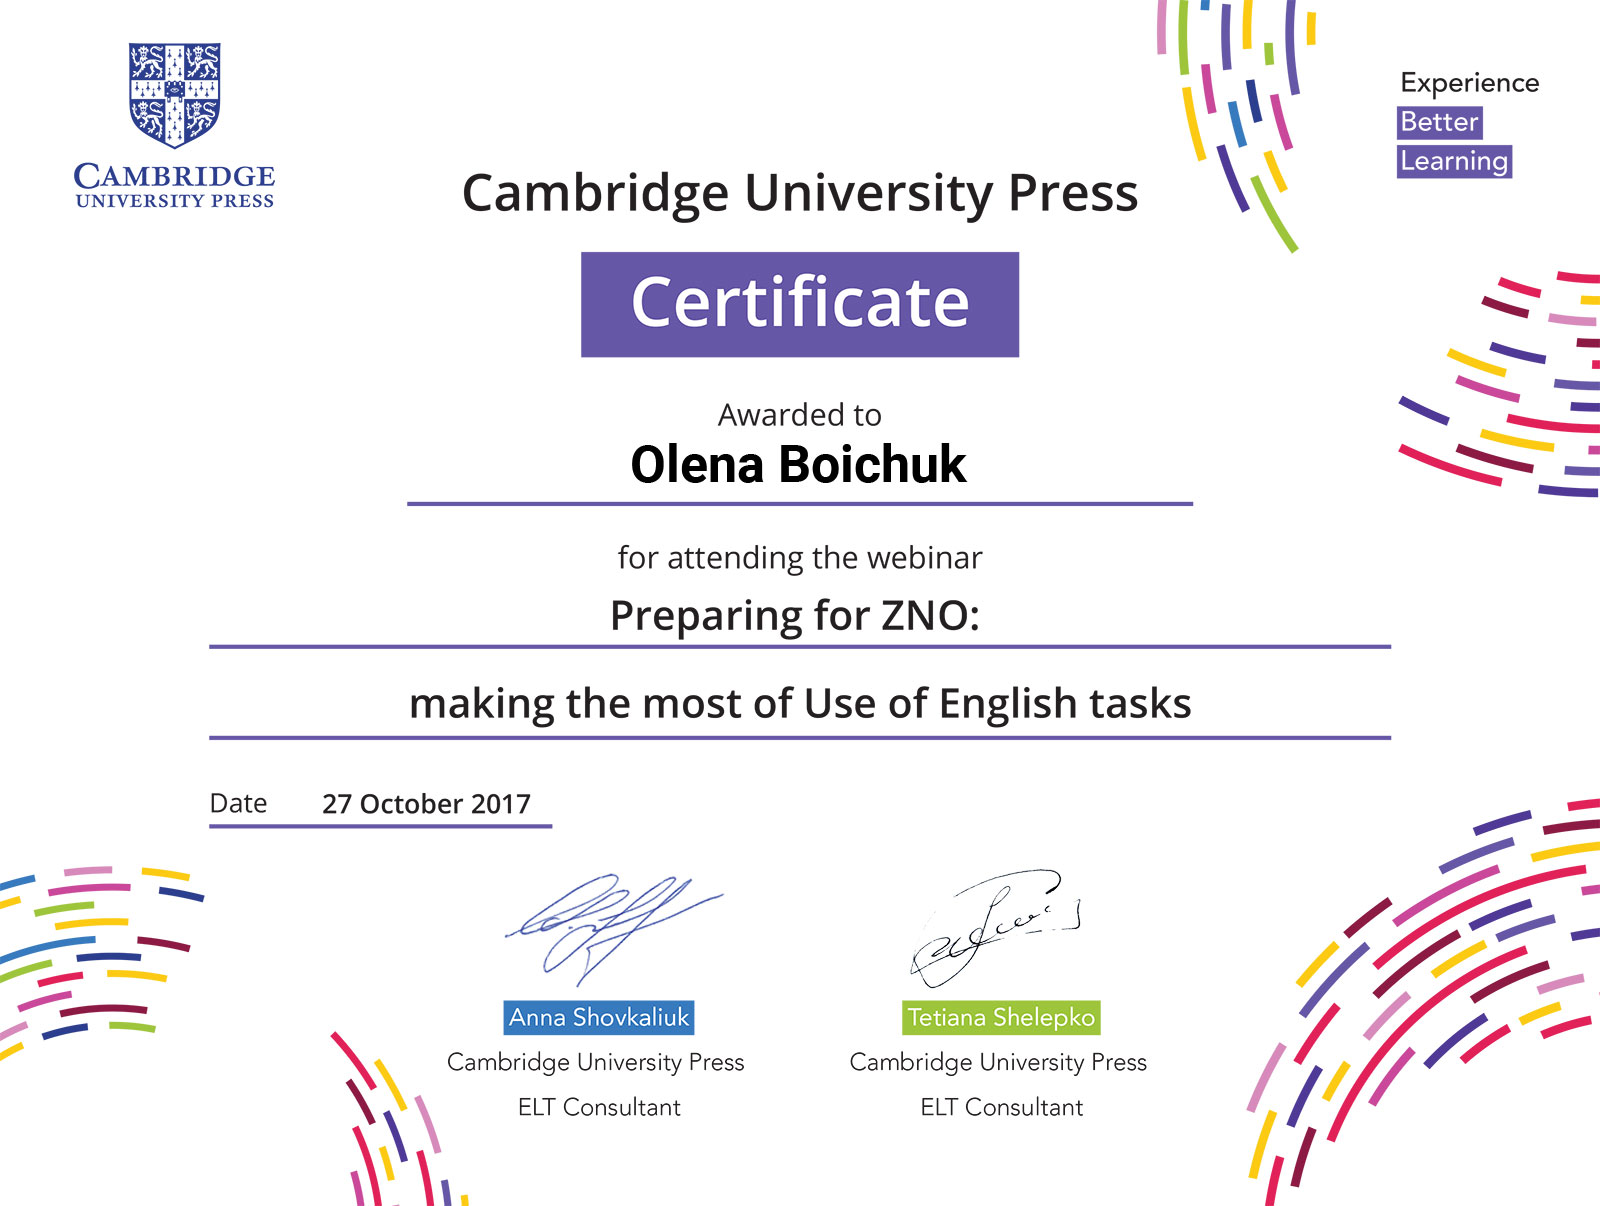 CAMBRIDGE
UNIVERSITY PRESS
Experience
Better
Learning
Cambridge University Press
Certificate
Awarded to
Olena Boichuk
for attending the webinar
Preparing for ZNO:
making the most of Use of English tasks
Date 27 October 2017
Anna Shovkaliuk
Cambridge University Press
ELT Consultant
Tetiana Shelepko
Cambridge University Press
ELT Consultant